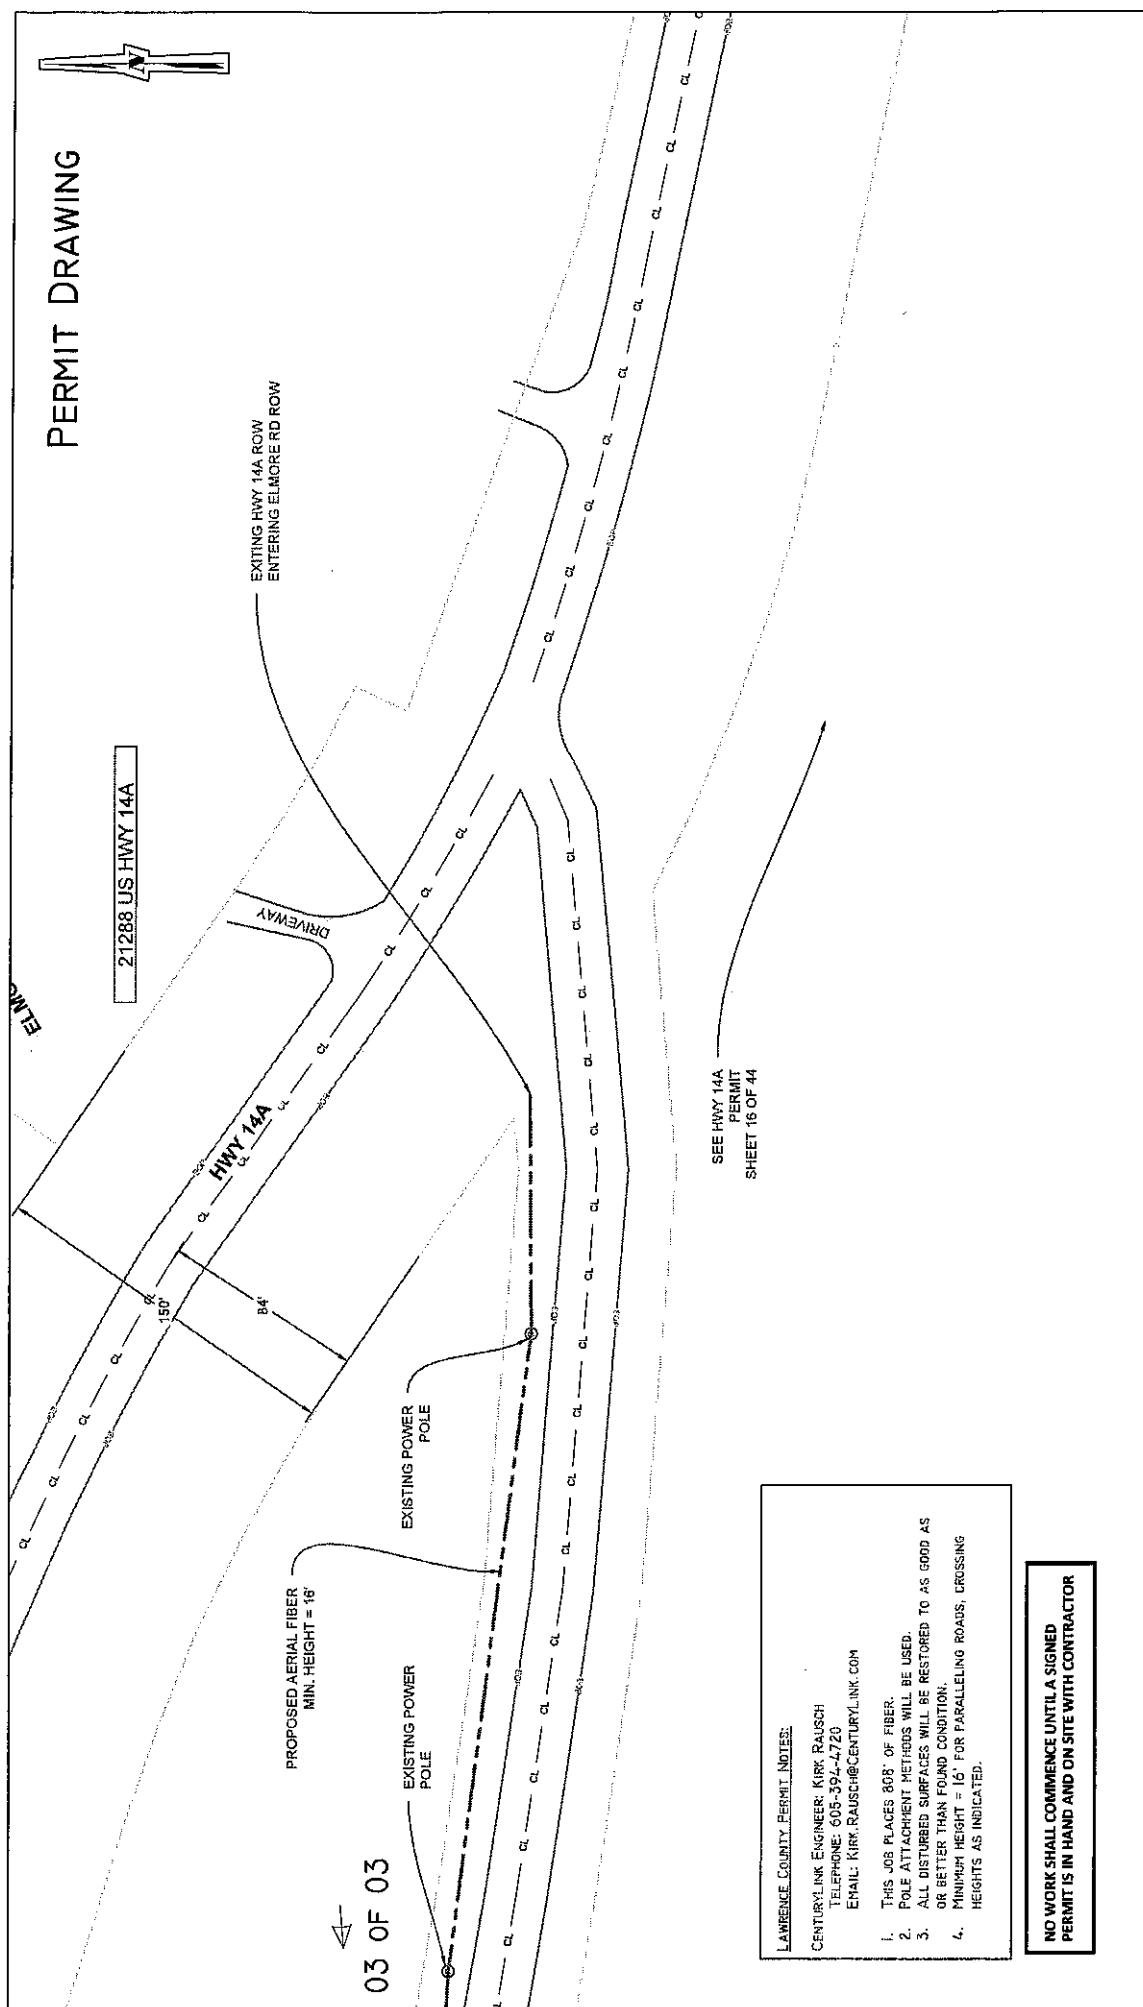 PERMIT DRAWING
N
EXITING HWY 14A ROW
ENTERING ELMORE RD ROW
21288 US HWY 14A
DRIVEWAY
HWY 14A
150'
84'
SEE HWY 14A
PERMIT
SHEET 16 OF 44
EXISTING POWER
POLE
PROPOSED AERIAL FIBER
MIN. HEIGHT = 16'
EXISTING POWER
POLE
03 OF 03
LAWRENCE COUNTY PERMIT NOTES:
CENTURYLINK ENGINEER: KIRK RAUSCH
TELEPHONE: 605-394-4720
EMAIL: KIRK.RAUSCH@CENTURYLINK.COM
1. THIS JOB PLACES 808' OF FIBER.
2. POLE ATTACHMENT METHODS WILL BE USED.
3. ALL DISTURBED SURFACES WILL BE RESTORED TO AS GOOD AS
OR BETTER THAN FOUND CONDITION.
4. MINIMUM HEIGHT = 16' FOR PARALLELING ROADS, CROSSING
HEIGHTS AS INDICATED.
NO WORK SHALL COMMENCE UNTIL A SIGNED
PERMIT IS IN HAND AND ON SITE WITH CONTRACTOR